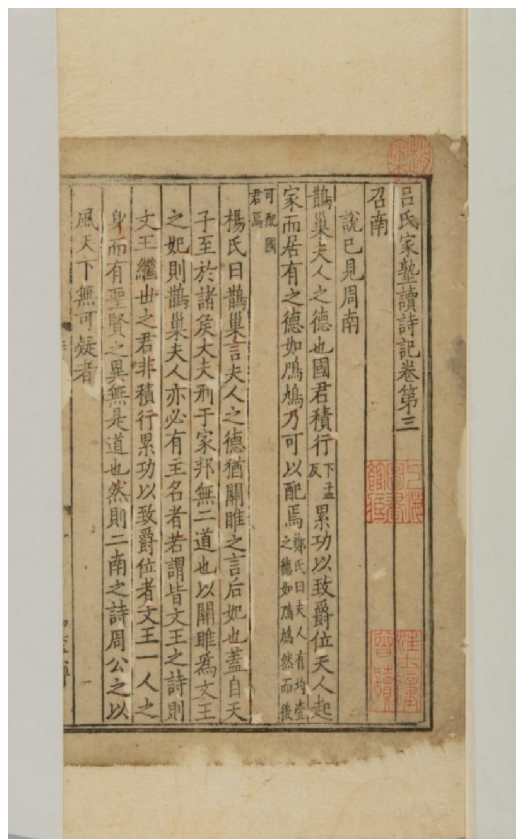 呂氏家塾讀詩記卷第三
召南
說已見周南
鵲巢夫人之德也國君積行下孟反累功以致爵位夫人起
家而居有之德如鳲鳩乃可以配焉鄭氏曰夫人有均壹之德如鳲鳩然而後
可配國君焉
楊氏曰鵲巢言夫人之德猶關雎之言后妃也蓋自天
子至於諸侯大夫刑于家邦無二道也以關雎爲文王
之妃則鵲巢夫人亦必有主名者若謂皆文王之詩則
文王繼世之君非積行累功以致爵位者文王一人之
身而有聖賢之異無是道也然則二南之詩周公之以
風天下無可疑者